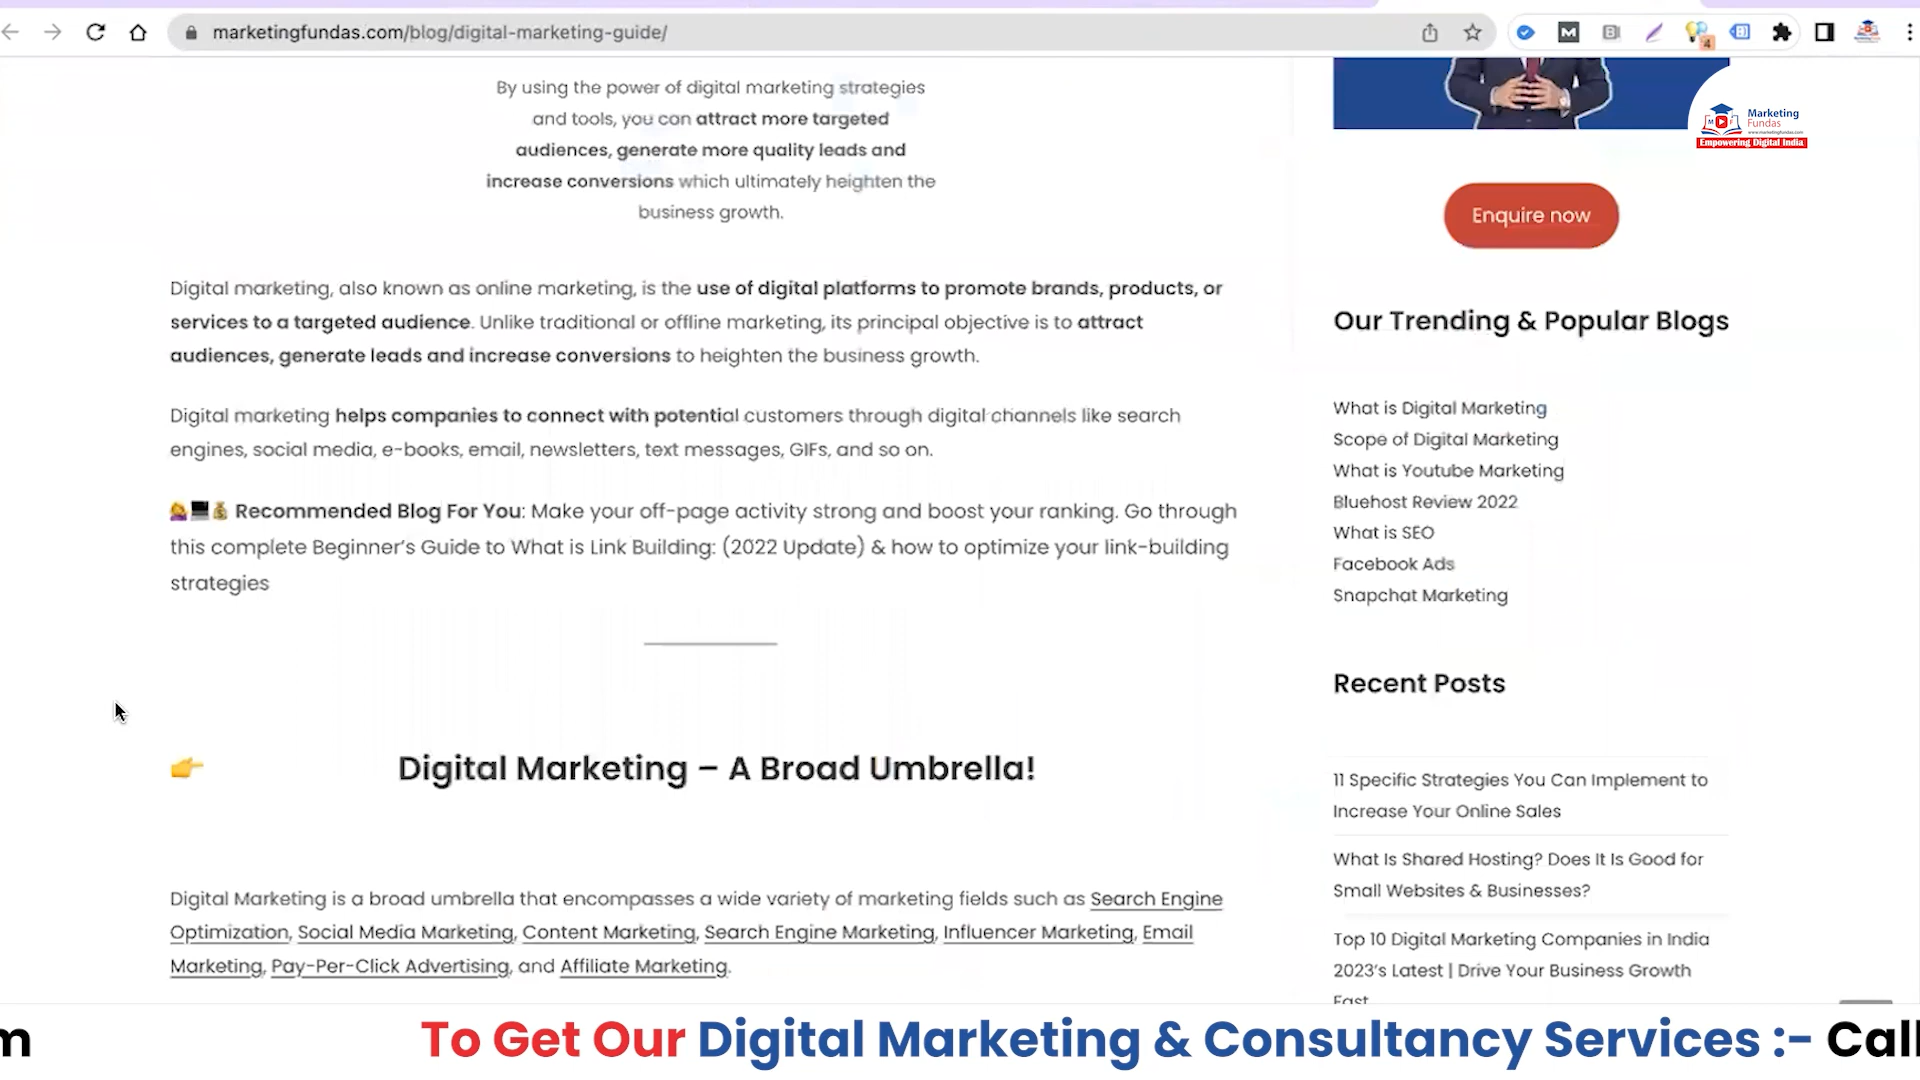 marketingfundas.com/blog/digital-marketing-guide/
By using the power of digital marketing strategies
and tools, you con attract more targeted
audiences, generate more quality leads and
increase conversions which ultimately heighten the
business growth.
Digital marketing, also known as online marketing, is the use of digital platforms to promote brands, products, or
services to a targeted audience. Unlike traditional or offline marketing, its principal objective is to attract
audiences, generate leads and increase conversions to heighten the business growth.
Digital marketing helps companies to connect with potential customers through digital channels like search
engines, social media, e-books, email, newsletters, text messages, GIFs, and so on.
Recommended Blog For You: Make your off-page activity strong and boost your ranking. Go through
this complete Beginner's Guide to What is Link Building: (2022 Update) & how to optimize your link-building
strategies
Digital Marketing – A Broad Umbrella!
Digital Marketing is a broad umbrella that encompasses a wide variety of marketing fields such as Search Engine
Optimization, Social Media Marketing, Content Marketing, Search Engine Marketing, Influencer Marketing, Email
Marketing, Pay-Per-Click Advertising, and Affiliate Marketing.
Marketing
Fundas
www.marketingfundas.com
Empowering Digital India
Enquire now
Our Trending & Popular Blogs
What is Digital Marketing
Scope of Digital Marketing
What is Youtube Marketing
Bluehost Review 2022
What is SEO
Facebook Ads
Snapchat Marketing
Recent Posts
11 Specific Strategies You Can Implement to
Increase Your Online Sales
What Is Shared Hosting? Does It Is Good for
Small Websites & Businesses?
Top 10 Digital Marketing Companies in India
2023's Latest | Drive Your Business Growth
Fast
m To Get Our Digital Marketing & Consultancy Services :- Call